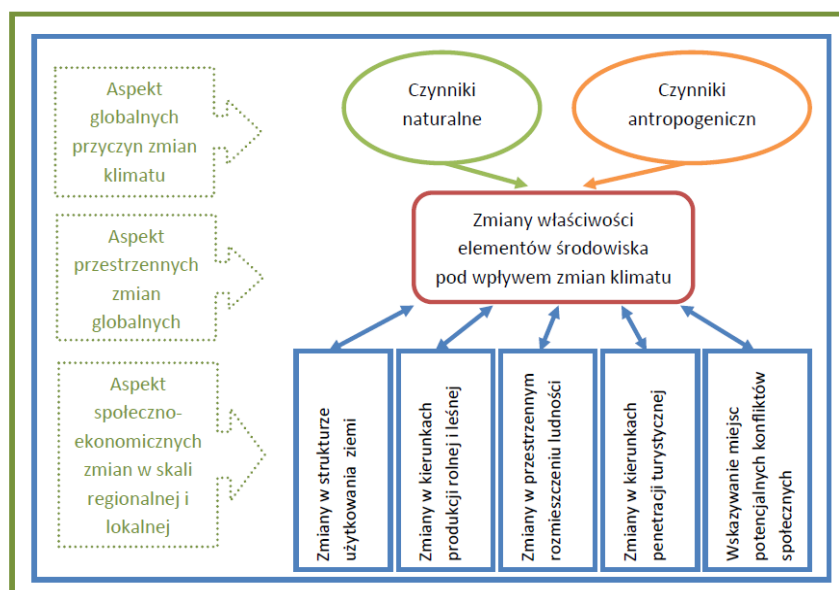 Aspekt
globalnych
przyczyn zmian
klimatu
Czynniki
naturalne
Czynniki
antropogeniczn
Aspekt
przestrzennych
zmian
globalnych
Zmiany właściwości
elementów środowiska
pod wpływem zmian klimatu
Aspekt
społeczno-
ekonomicznych
zmian w skali
regionalnej i
lokalnej
Zmiany w strukturze
użytkowania ziemi
Zmiany w kierunkach
produkcji rolnej i leśnej
Zmiany w przestrzennym
rozmieszczeniu ludności
Zmiany w kierunkach
penetracji turystycznej
Wskazywanie miejsc
potencjalnych konfliktów
społecznych